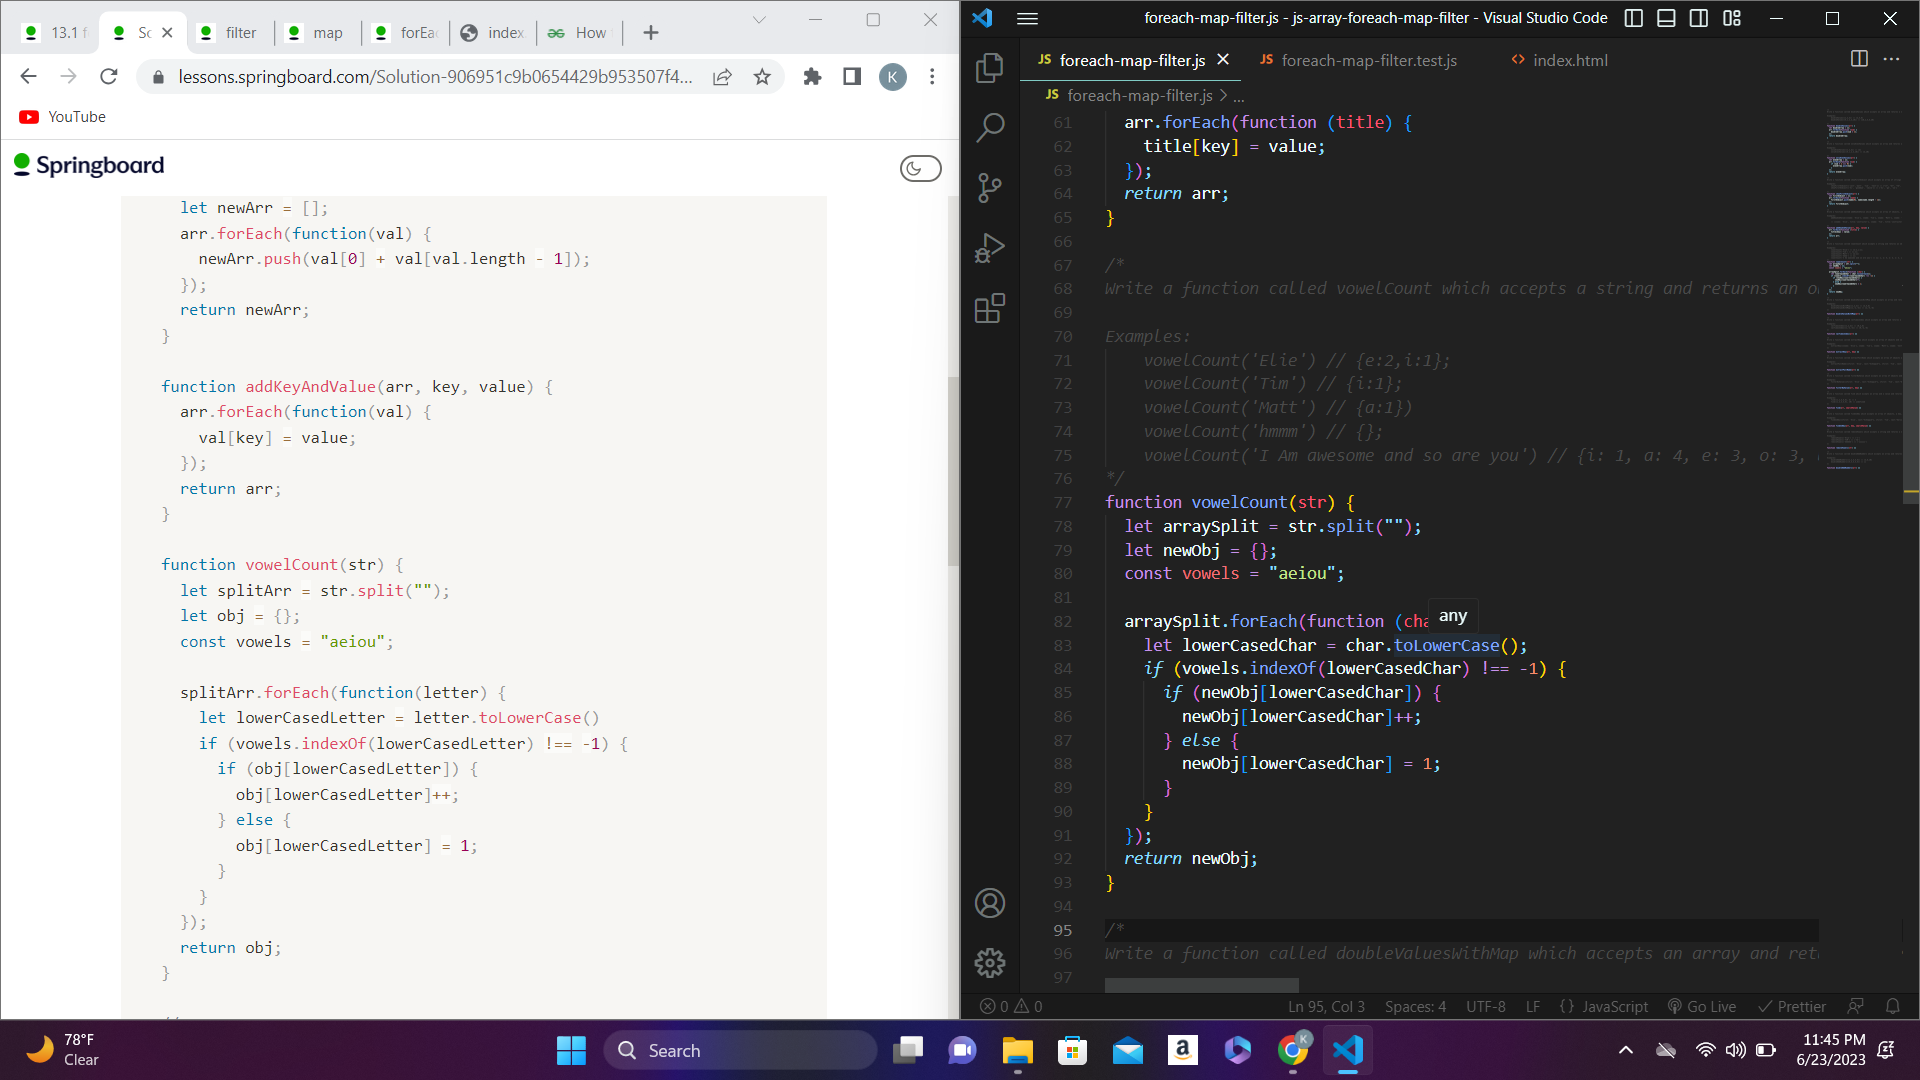 13.1 f
So
filter
map
forEa
index.
How
foreach-map-filter.js - js-array-foreach-map-filter - Visual Studio Code
lessons.springboard.com/Solution-906951c9b0654429b953507f4...
K
YouTube
Springboard
let newArr = [];
arr.forEach(function(val) {
newArr.push(val[0] + val[val.length - 1]);
});
return newArr;
}
function addKeyAndValue(arr, key, value) {
arr.forEach(function(val) {
val[key] = value;
});
return arr;
}
function vowelCount(str) {
let splitArr = str.split("");
let obj = {};
const vowels = "aeiou";
splitArr.forEach(function(letter) {
let lowerCasedLetter = letter.toLowerCase()
if (vowels.indexOf(lowerCasedLetter) !== -1) {
if (obj[lowerCasedLetter]) {
obj[lowerCasedLetter]++;
} else {
obj[lowerCasedLetter] = 1;
}
}
});
return obj;
}
JS foreach-map-filter.js
JS foreach-map-filter.test.js
<> index.html
JS foreach-map-filter.js > ...
61 arr.forEach(function (title) {
62 title[key] = value;
63 });
64 return arr;
65 }
66
67 /*
68 Write a function called vowelCount which accepts a string and returns an o
69
70 Examples:
71 vowelCount('Elie') // {e:2,i:1};
72 vowelCount('Tim') // {i:1};
73 vowelCount('Matt') // {a:1})
74 vowelCount('hmmm') // {};
75 vowelCount('I Am awesome and so are you') // {i: 1, a: 4, e: 3, o: 3,
76 */
77 function vowelCount(str) {
78 let arraySplit = str.split("");
79 let newObj = {};
80 const vowels = "aeiou";
81
82 arraySplit.forEach(function (cha
any
83 let lowerCasedChar = char.toLowerCase();
84 if (vowels.indexOf(lowerCasedChar) !== -1) {
85 if (newObj[lowerCasedChar]) {
86 newObj[lowerCasedChar]++;
87 } else {
88 newObj[lowerCasedChar] = 1;
89 }
90 }
91 });
92 return newObj;
93 }
94
95 /*
96 Write a function called doubleValuesWithMap which accepts an array and ret
97
0 0
Ln 95, Col 3
Spaces: 4
UTF-8
LF
{} JavaScript
Go Live
Prettier
78°F
Clear
Search
11:45 PM
6/23/2023